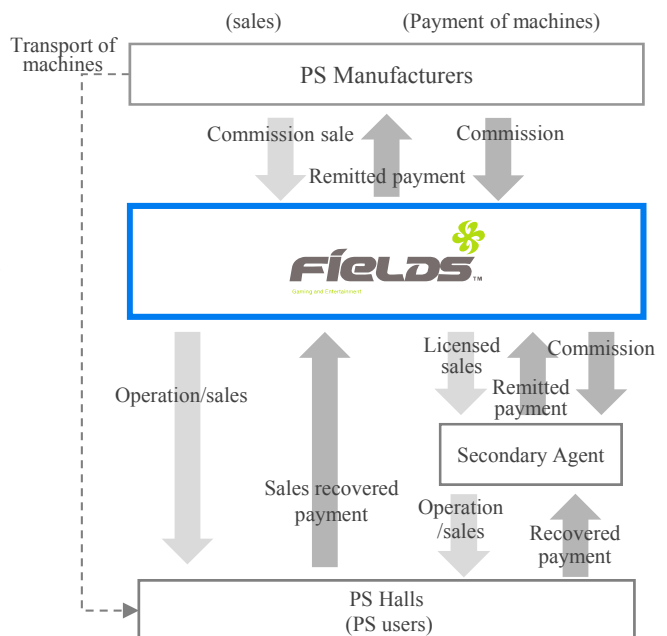 (sales)
(Payment of machines)
Transport of
machines
PS Manufacturers
Commission sale
Commission
Remitted payment
FIELDS™
Gaming and Entertainment
Licensed
sales
Commission
Operation/sales
Remitted
payment
Secondary Agent
Sales recovered
payment
Operation
/sales
Recovered
payment
PS Halls
(PS users)